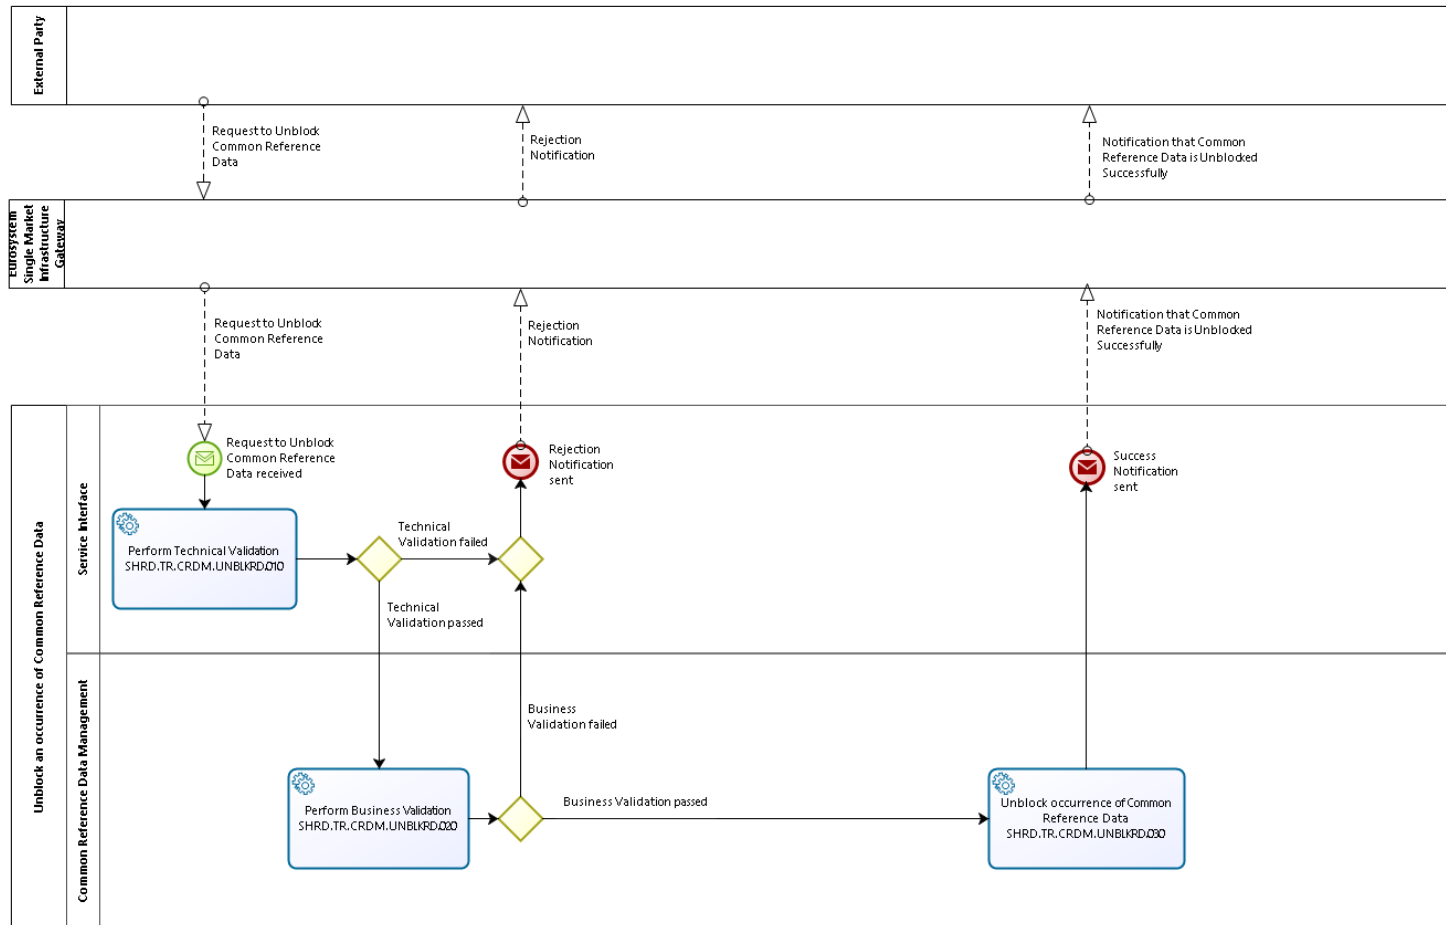 External Party
Request to Unblock
Common Reference
Data
Rejection
Notification
Notification that Common
Reference Data is Unblocked
Successfully
Eurosystem
Single Market
Infrastructure
Gateway
Request to Unblock
Common Reference
Data
Rejection
Notification
Notification that Common
Reference Data is Unblocked
Successfully
Unblock an occurrence of Common Reference Data
Service Interface
Request to Unblock
Common Reference
Data received
Rejection
Notification
sent
Success
Notification
sent
Perform Technical Validation
SHRD.TR.CRDM.UNBLKRD.010
Technical
Validation failed
Technical
Validation passed
Common Reference Data Management
Business
Validation failed
Perform Business Validation
SHRD.TR.CRDM.UNBLKRD.020
Business Validation passed
Unblock occurrence of Common
Reference Data
SHRD.TR.CRDM.UNBLKRD.030